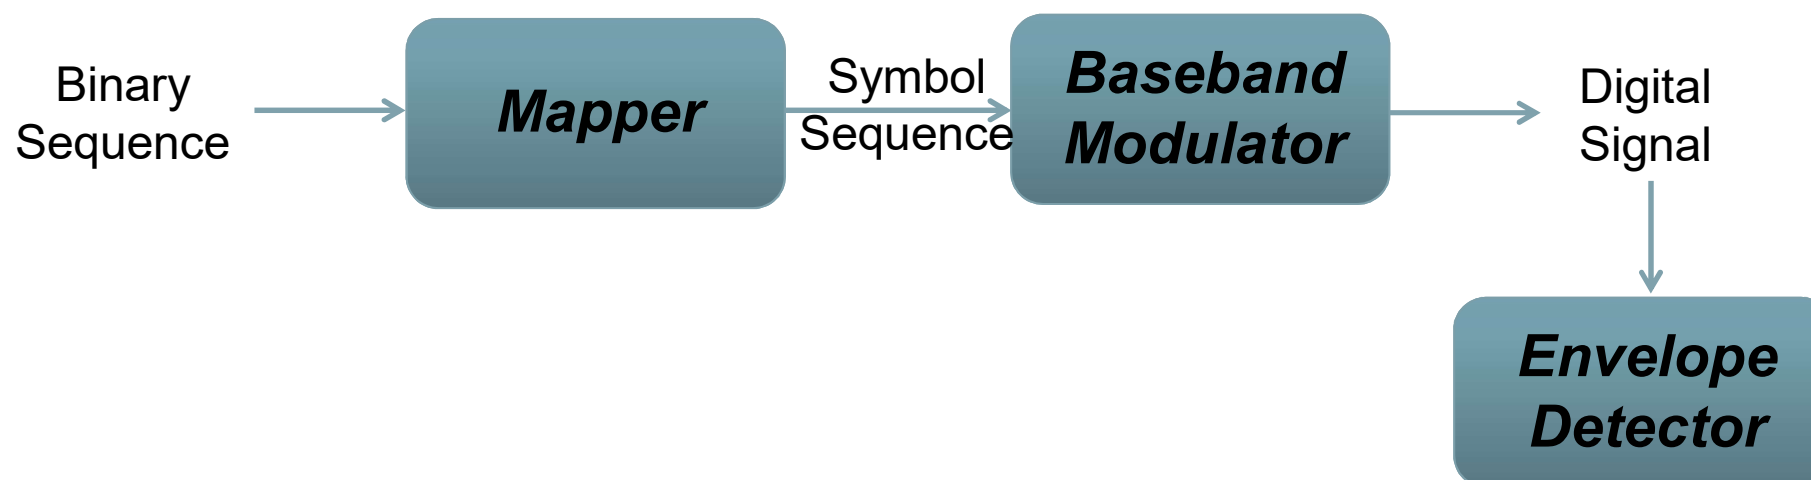 Binary
Sequence
Mapper
Symbol
Sequence
Baseband
Modulator
Digital
Signal
Envelope
Detector